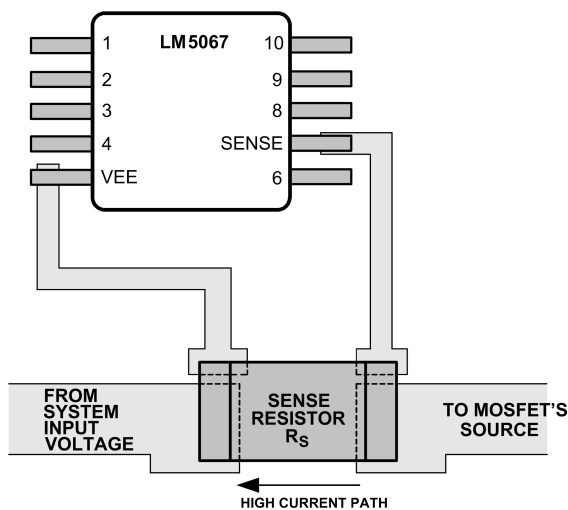 LM5067
1
10
2
9
3
8
4
SENSE
VEE
6
FROM
SYSTEM
INPUT
VOLTAGE
SENSE
RESISTOR
RS
TO MOSFET'S
SOURCE
HIGH CURRENT PATH